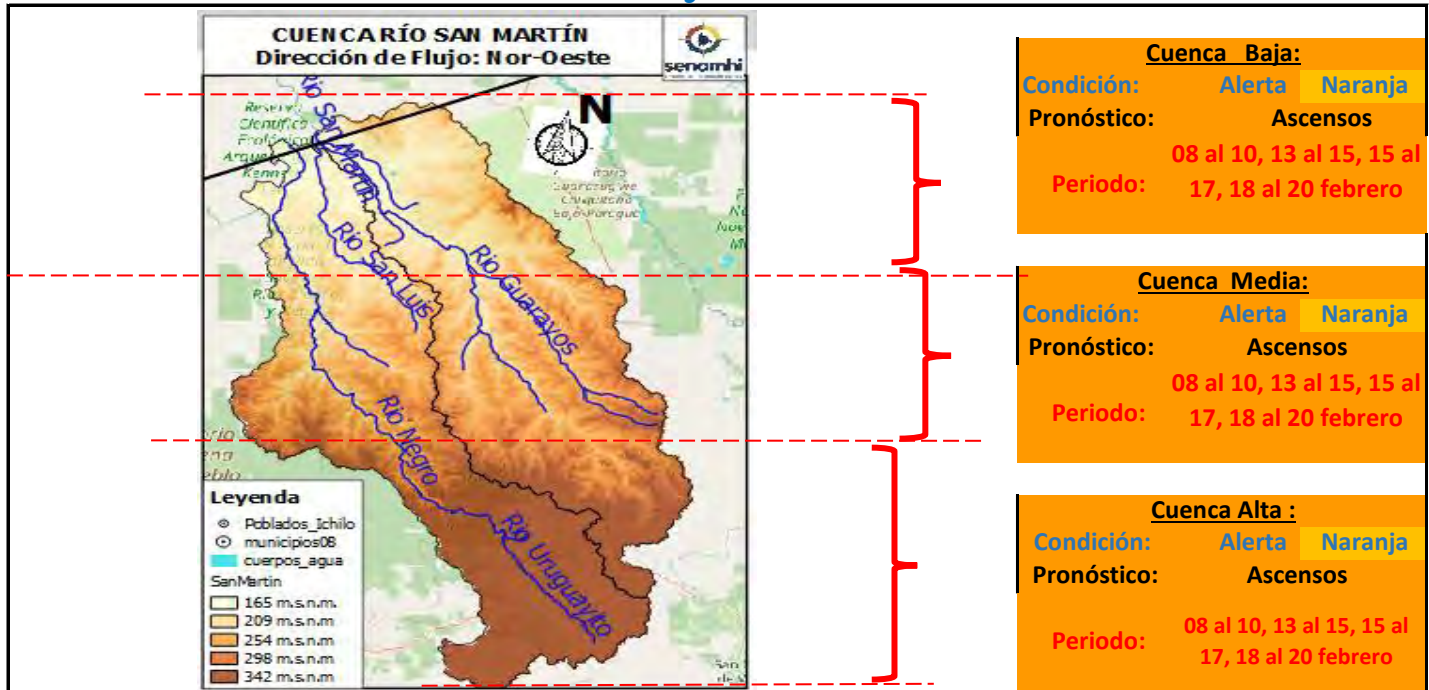 CUENCA RÍO SAN MARTÍN
Dirección de Flujo: Nor-Oeste
senamhi
N
Río San Martín
Río San Luis
Río Guarayos
Río Negro
Río Uruguayito
Leyenda
Poblados_Ichilo
municipios08
cuerpos_agua
SanMartin
165 m.s.n.m.
209 m.s.n.m
254 m.s.n.m
298 m.s.n.m
342 m.s.n.m
Cuenca Baja:
Condición: Alerta Naranja
Pronóstico: Ascensos
Periodo: 08 al 10, 13 al 15, 15 al
17, 18 al 20 febrero
Cuenca Media:
Condición: Alerta Naranja
Pronóstico: Ascensos
Periodo: 08 al 10, 13 al 15, 15 al
17, 18 al 20 febrero
Cuenca Alta :
Condición: Alerta Naranja
Pronóstico: Ascensos
Periodo: 08 al 10, 13 al 15, 15 al
17, 18 al 20 febrero